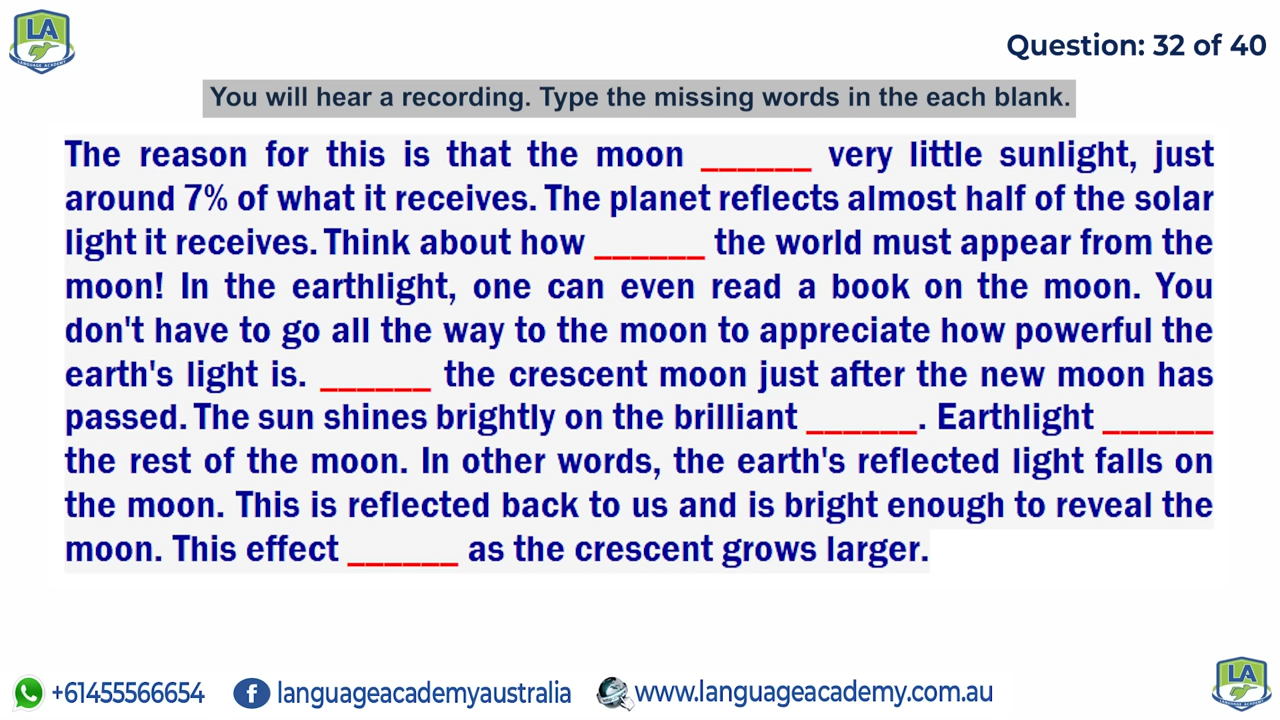 LA
LANGUAGE ACADEMY
Question: 32 of 40
You will hear a recording. Type the missing words in the each blank.
The reason for this is that the moon ______ very little sunlight, just
around 7% of what it receives. The planet reflects almost half of the solar
light it receives. Think about how ______ the world must appear from the
moon! In the earthlight, one can even read a book on the moon. You
don't have to go all the way to the moon to appreciate how powerful the
earth's light is. ______ the crescent moon just after the new moon has
passed. The sun shines brightly on the brilliant ______. Earthlight ______
the rest of the moon. In other words, the earth's reflected light falls on
the moon. This is reflected back to us and is bright enough to reveal the
moon. This effect ______ as the crescent grows larger.
+61455566654 languageacademyaustralia www.languageacademy.com.au
LA